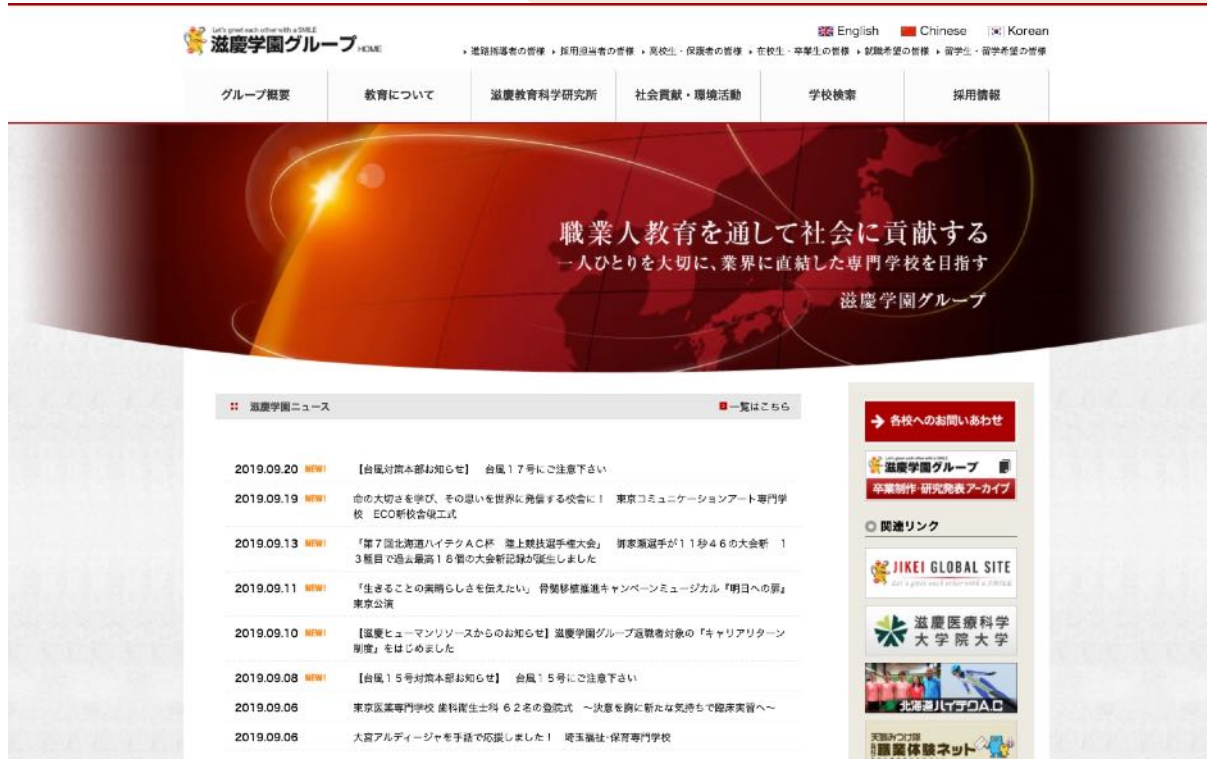 Let's greet each other with a SMILE
滋慶学園グループ HOME
English Chinese Korean
進路指導者の皆様 採用担当者の皆様 高校生・保護者の皆様 在校生・卒業生の皆様 就職希望の皆様 留学生・留学希望の皆様
グループ概要 教育について 滋慶教育科学研究所 社会貢献・環境活動 学校検索 採用情報
職業人教育を通して社会に貢献する
一人ひとりを大切に、業界に直結した専門学校を目指す
滋慶学園グループ
滋慶学園ニュース 一覧はこちら
2019.09.20 NEW! 【台風対策本部お知らせ】 台風17号にご注意下さい
2019.09.19 NEW! 命の大切さを学び、その思いを世界に発信する校舎に! 東京コミュニケーションアート専門学
校 ECO新校舎竣工式
2019.09.13 NEW! 「第7回北海道ハイテクAC杯 陸上競技選手権大会」 御家瀬選手が11秒46の大会新 1
3種目で過去最高18個の大会新記録が誕生しました
2019.09.11 NEW! 「生きることの素晴らしさを伝えたい」 骨髄移植推進キャンペーンミュージカル『明日への扉』
東京公演
2019.09.10 NEW! 【滋慶ヒューマンリソースからのお知らせ】滋慶学園グループ退職者対象の『キャリアリターン
制度』をはじめました
2019.09.08 NEW! 【台風15号対策本部お知らせ】 台風15号にご注意下さい
2019.09.06 東京医薬専門学校 歯科衛生士科 62名の登院式 ～決意を胸に新たな気持ちで臨床実習へ～
2019.09.06 大宮アルディージャを手話で応援しました! 埼玉福祉・保育専門学校
各校へのお問いあわせ
滋慶学園グループ
卒業制作・研究発表アーカイブ
関連リンク
JIKEI GLOBAL SITE
Let's greet each other with a SMILE
滋慶医療科学
大学院大学
北海道ハイテクA.C
天職みつけ隊
職業体験ネット